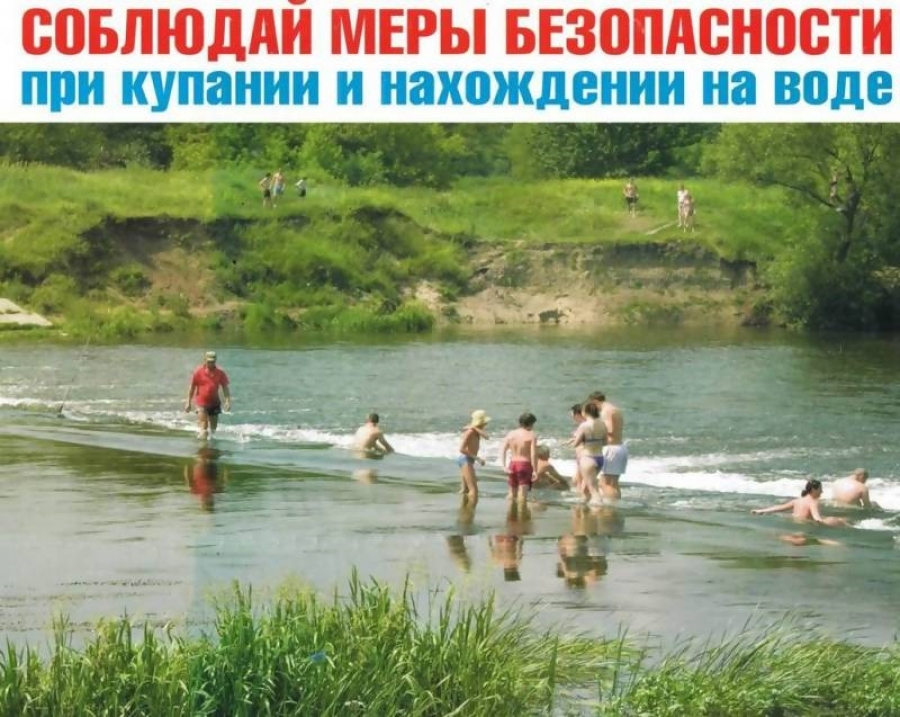 СОБЛЮДАЙ МЕРЫ БЕЗОПАСНОСТИ
при купании и нахождении на воде